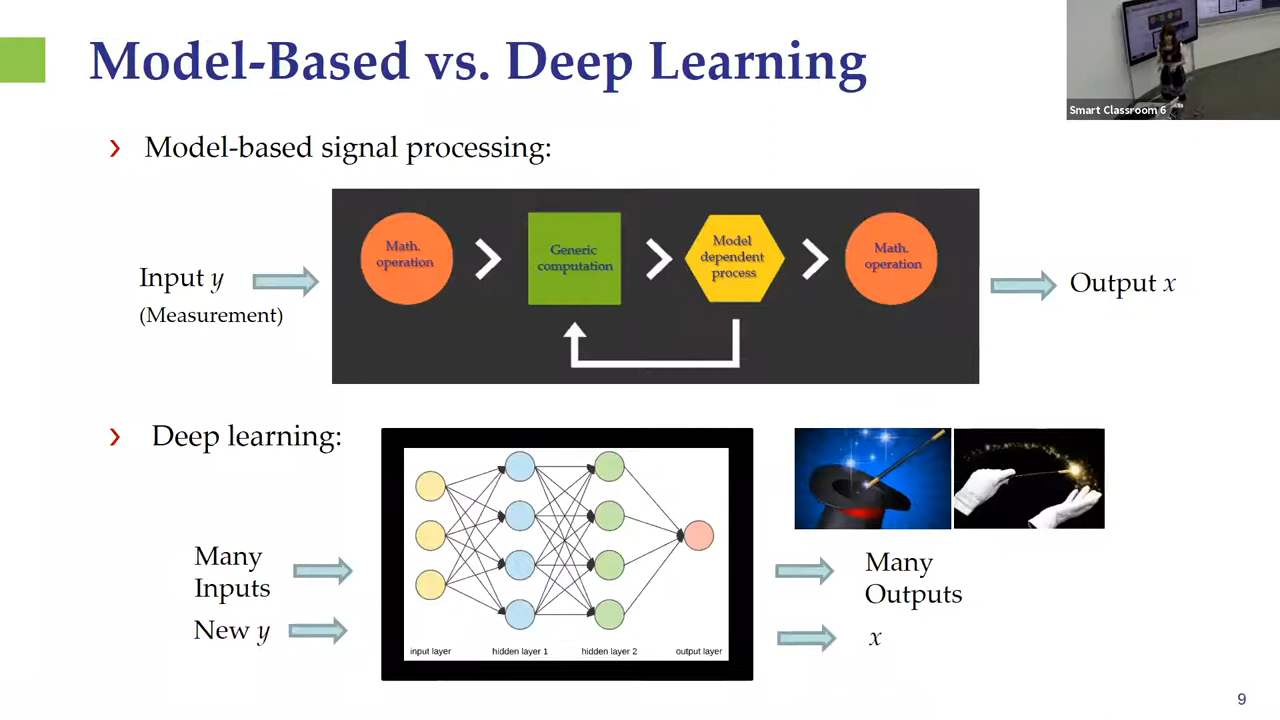 Model-Based vs. Deep Learning
Smart Classroom 6
› Model-based signal processing:
Math.
operation
Generic
computation
Model
dependent
process
Math.
operation
Input y
(Measurement)
Output x
› Deep learning:
Many
Inputs
New y
input layer
hidden layer 1
hidden layer 2
output layer
Many
Outputs
x
9